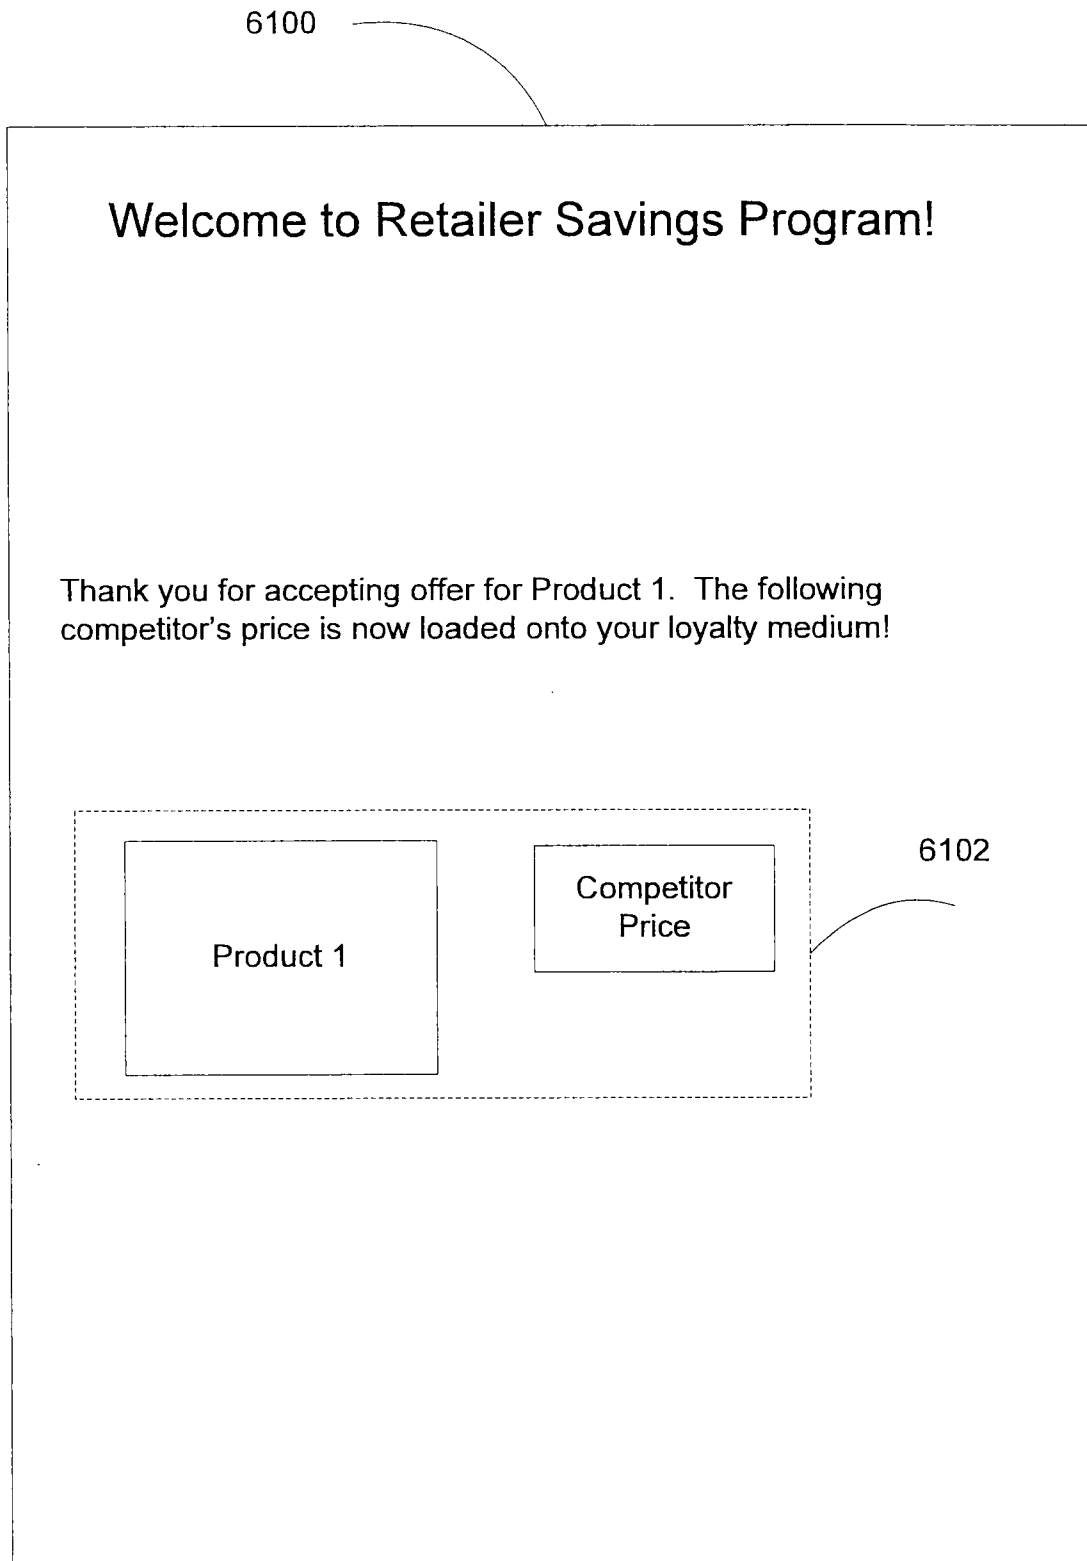 6100
Welcome to Retailer Savings Program!
Thank you for accepting offer for Product 1.  The following
competitor's price is now loaded onto your loyalty medium!
Product 1
Competitor
Price
6102